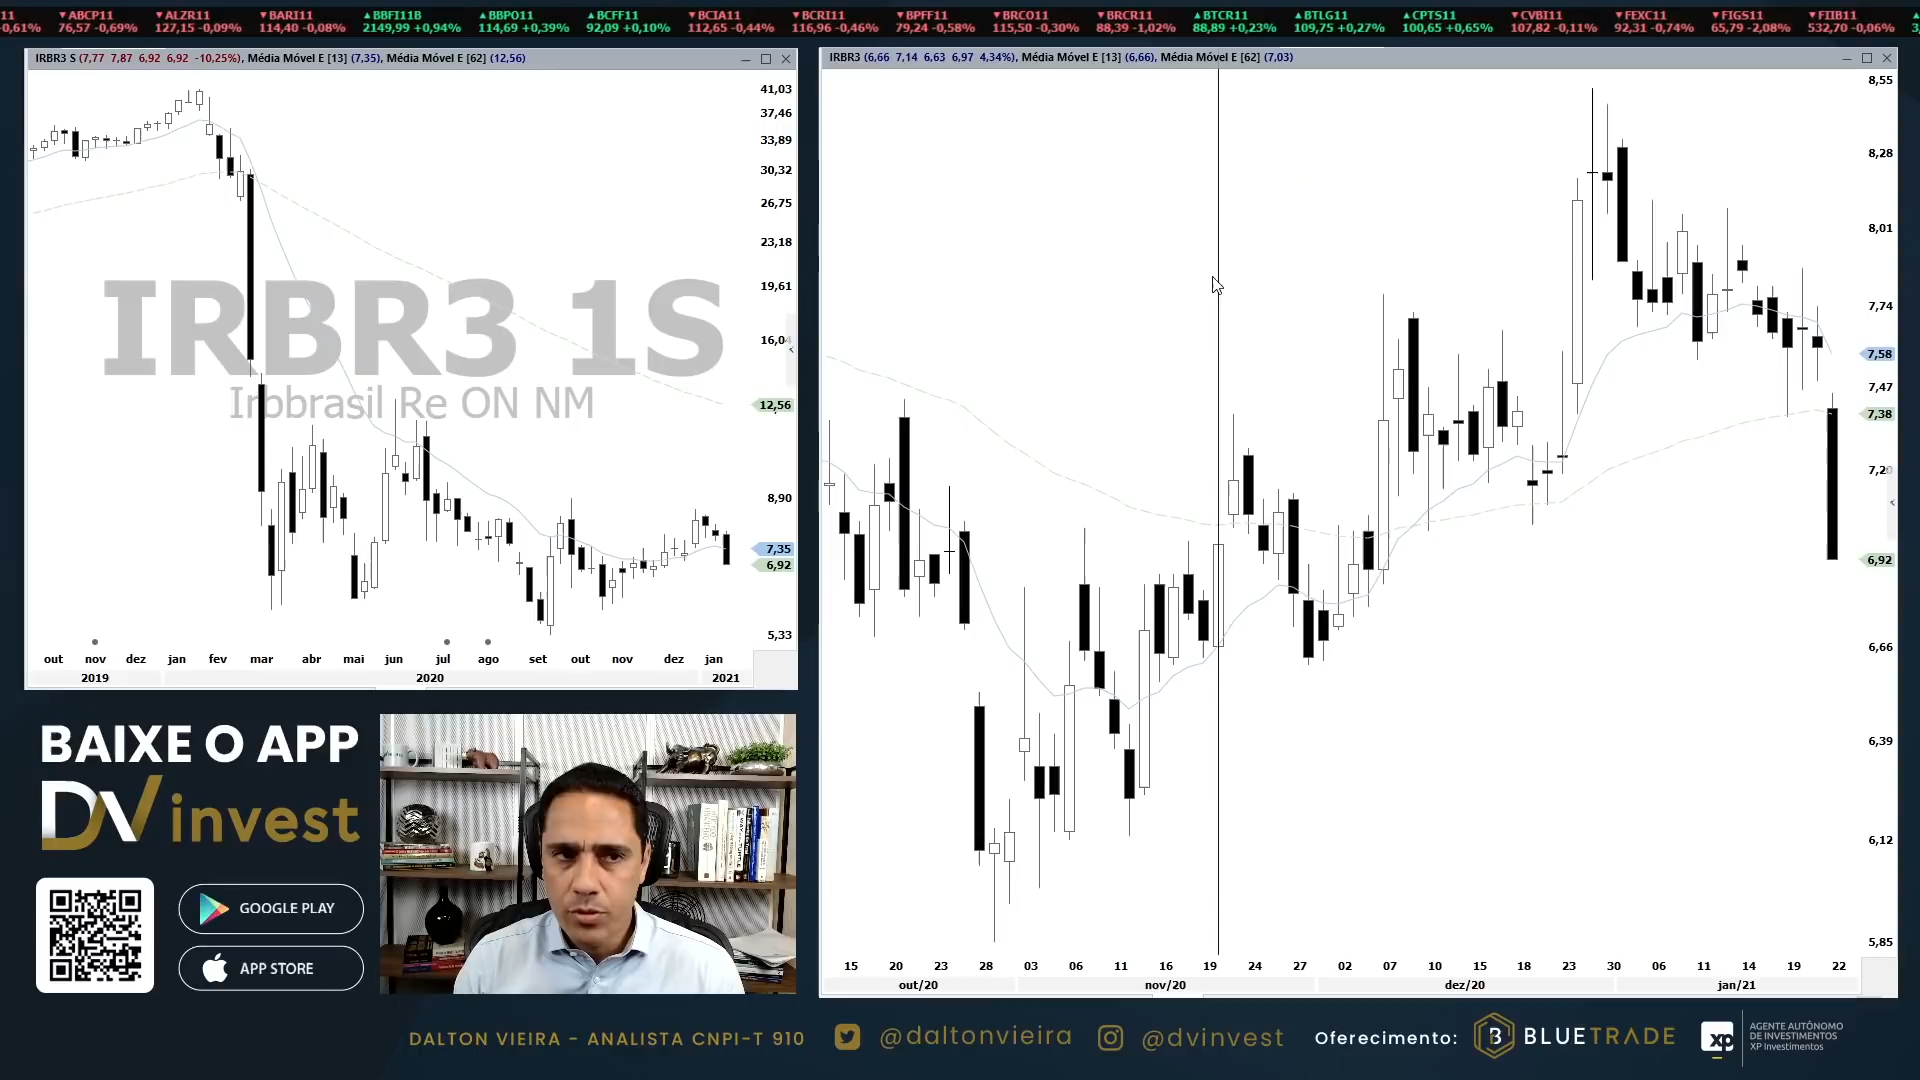 ABCP11 ALZR11 BARI11 BBFI11B BBPO11 BCFF11 BCIA11 BCRI11 BPFF11 BRCO11 BRCR11 BTCR11 BTLG11 CPTS11 CVBI11 FEXC11 FIGS11 FIIB11
-0,61% 76,57 -0,69% 127,15 -0,09% 114,40 -0,08% 2149,99 +0,94% 114,69 +0,39% 92,09 +0,10% 112,65 -0,44% 116,96 -0,46% 79,24 -0,58% 115,50 -0,30% 88,39 -1,02% 88,89 +0,23% 109,75 +0,27% 100,65 +0,65% 107,82 -0,11% 92,31 -0,74% 65,79 -2,08% 532,70 -0,06%
IRBR3 S (7,77 7,87 6,92 6,92 -10,25%), Média Móvel E [13] (7,35), Média Móvel E [62] (12,56)
41,03
37,46
33,89
30,32
26,75
23,18
19,61
16,04
12,56
8,90
7,35
6,92
5,33
IRBR3 1S
Irbbrasil Re ON NM
out nov dez jan fev mar abr mai jun jul ago set out nov dez jan
2019 2020 2021
IRBR3 (6,66 7,14 6,63 6,97 4,34%), Média Móvel E [13] (6,66), Média Móvel E [62] (7,03)
8,55
8,28
8,01
7,74
7,58
7,47
7,38
7,20
6,92
6,66
6,39
6,12
5,85
15 20 23 28 03 06 11 16 19 24 27 02 07 10 15 18 23 30 06 11 14 19 22
out/20 nov/20 dez/20 jan/21
BAIXE O APP
DV invest
GOOGLE PLAY
APP STORE
DALTON VIEIRA - ANALISTA CNPI-T 910
@daltonvieira
@dvinvest
Oferecimento:
BLUETRADE
xp
AGENTE AUTÔNOMO
DE INVESTIMENTOS
XP Investimentos